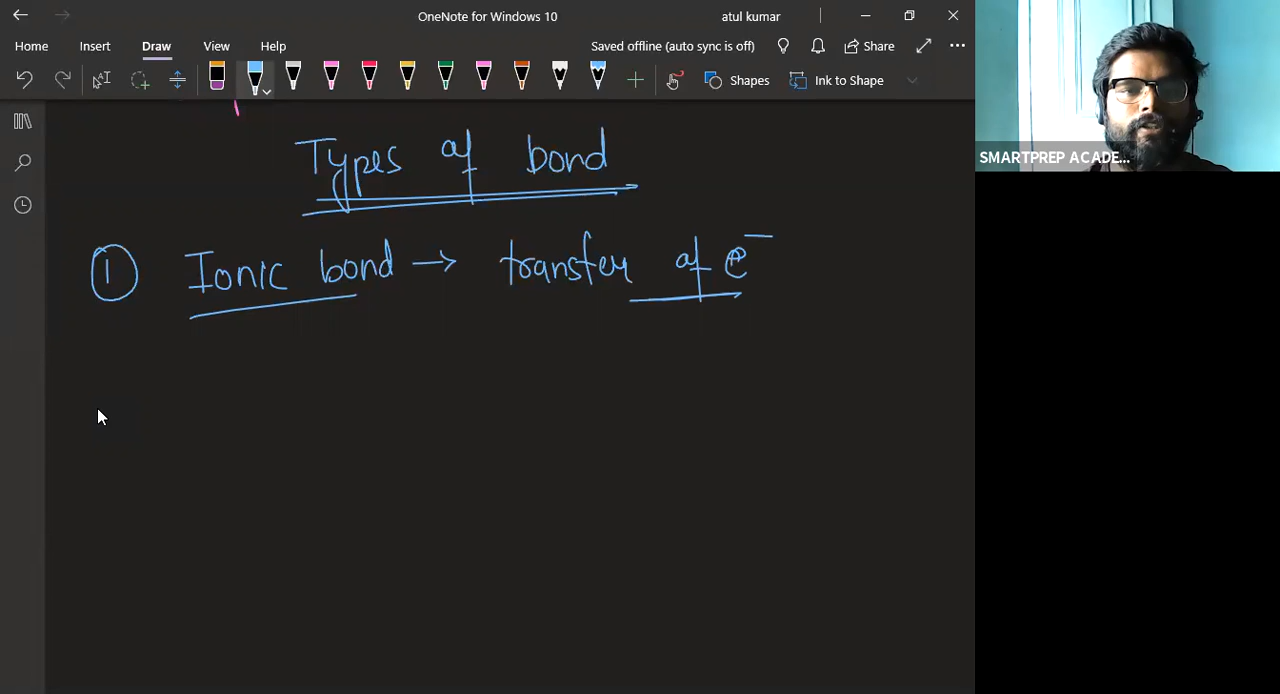 OneNote for Windows 10
atul kumar
Home Insert Draw View Help
Saved offline (auto sync is off)
Share
Shapes
Ink to Shape
SMARTPREP ACADE...
Types of bond
① Ionic bond → transfer of e⁻